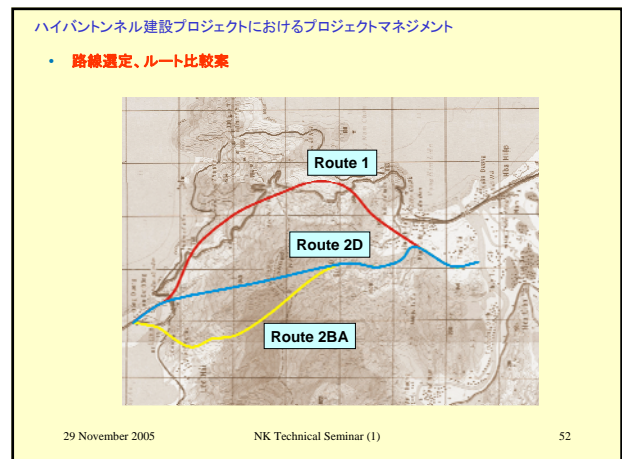 ハイバントンネル建設プロジェクトにおけるプロジェクトマネジメント
• 路線選定、ルート比較案
Route 1
Route 2D
Route 2BA
29 November 2005 NK Technical Seminar (1) 52